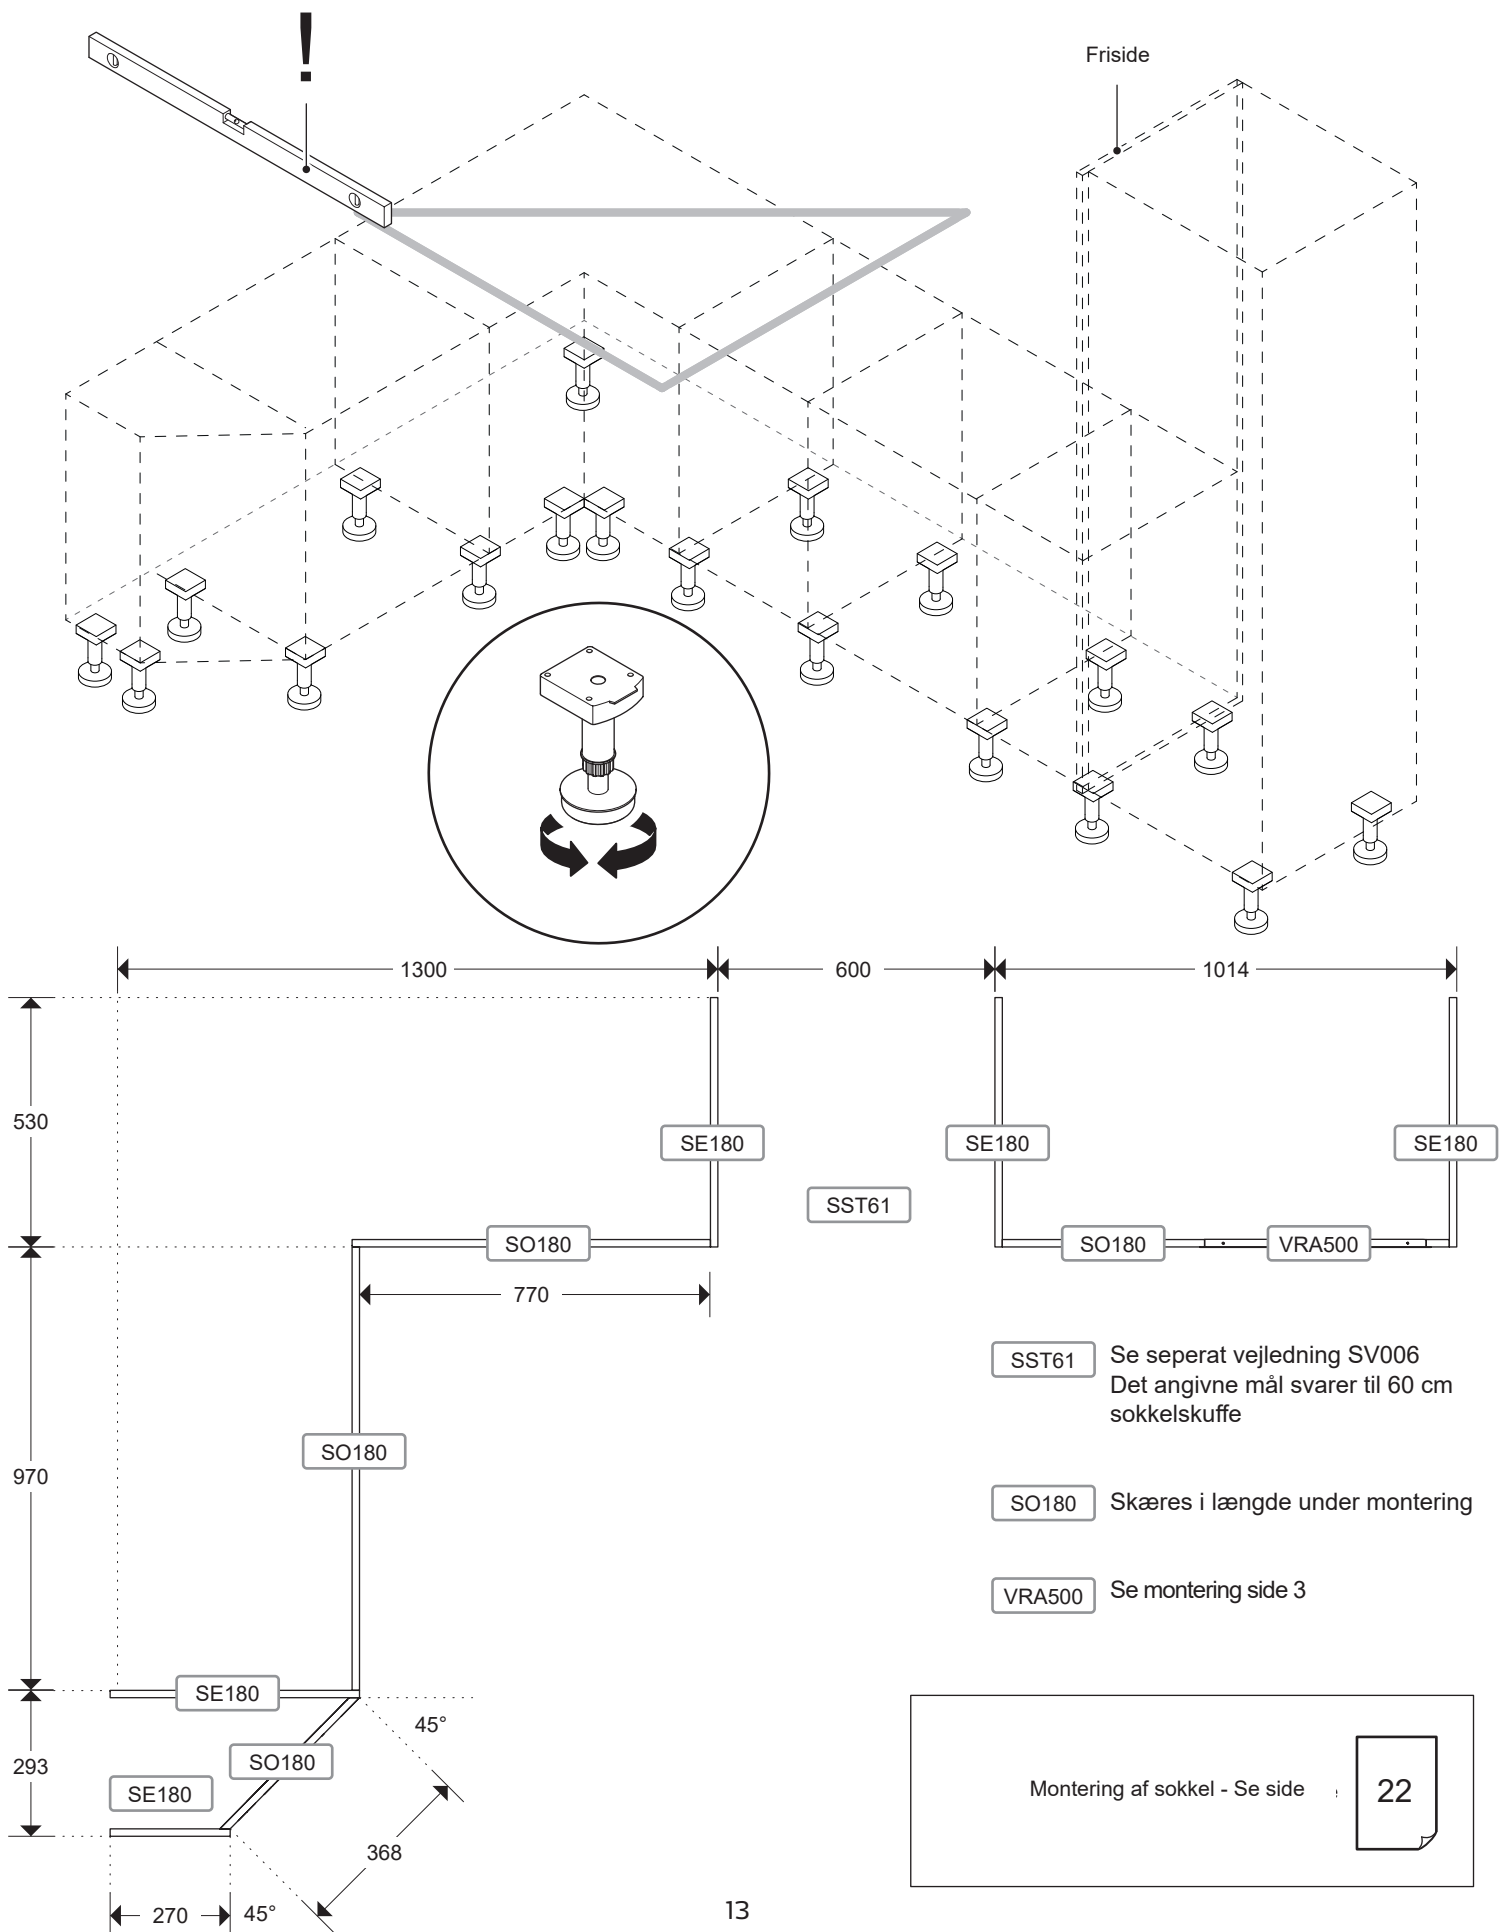 !
Friside
1300
600
1014
530
SE180
SE180
SE180
SST61
SO180
SO180
VRA500
770
SST61
Se seperat vejledning SV006
Det angivne mål svarer til 60 cm
sokkelskuffe
SO180
970
SO180
Skæres i længde under montering
VRA500
Se montering side 3
SE180
45°
SO180
293
SE180
Montering af sokkel - Se side
22
368
270
45°
13